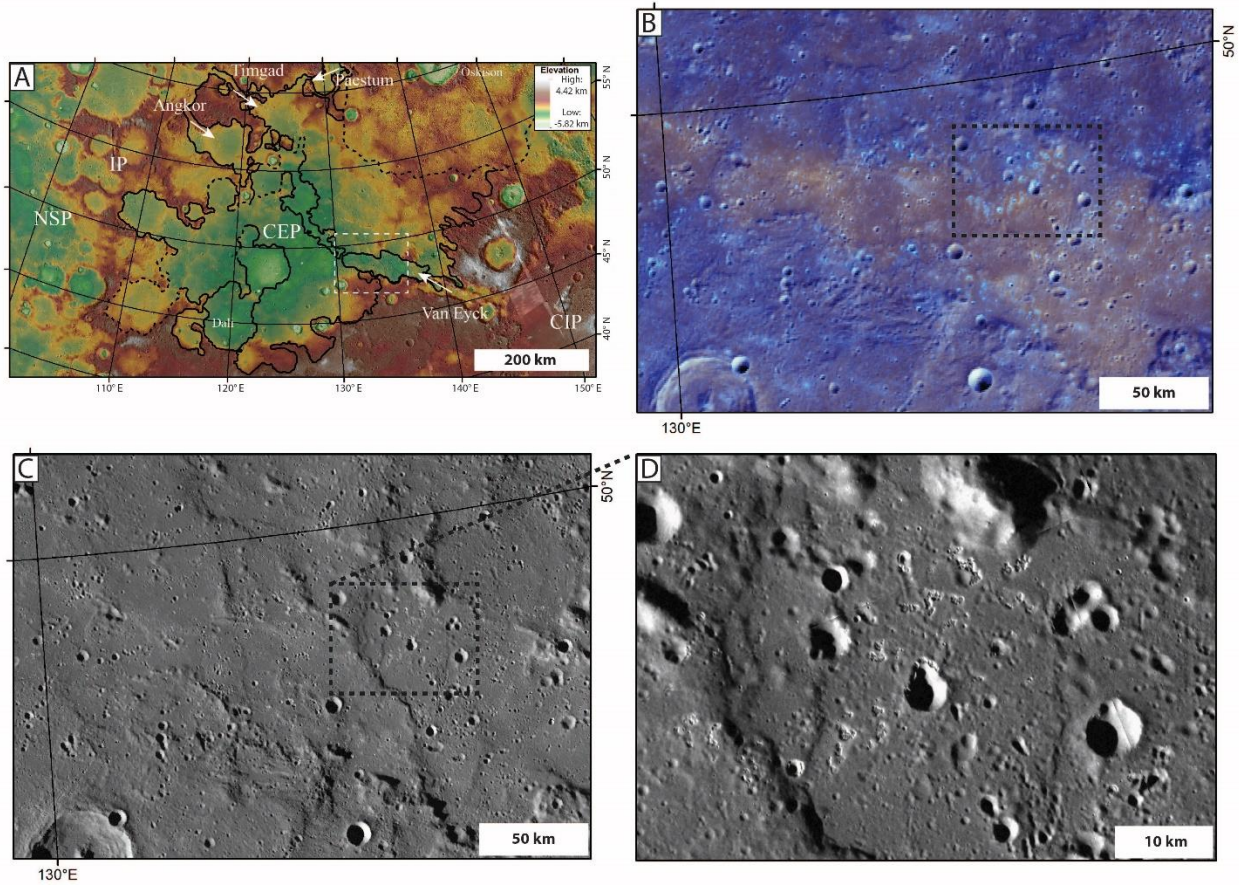 A
Timgad
Paestum
Oskison
Elevation
High:
4.42 km
Low:
-5.82 km
Angkor
IP
NSP
CEP
Dali
Van Eyck
CIP
55° N
50° N
45° N
40° N
200 km
110° E
120° E
130° E
140° E
150° E
B
50°N
50 km
130°E
C
50°N
50 km
130°E
D
10 km